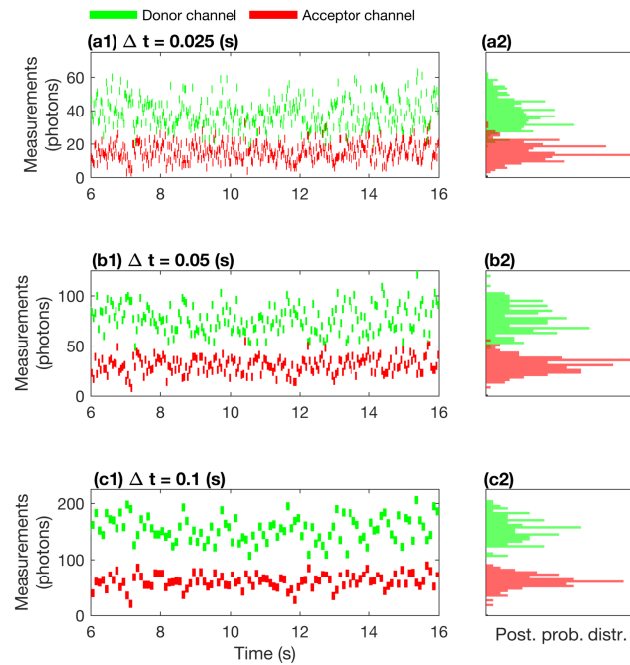 Donor channel Acceptor channel
(a1) Δ t = 0.025 (s) (a2)
Measurements
(photons)
60
40
20
0
6 8 10 12 14 16
(b1) Δ t = 0.05 (s) (b2)
Measurements
(photons)
100
50
0
6 8 10 12 14 16
(c1) Δ t = 0.1 (s) (c2)
Measurements
(photons)
200
100
0
6 8 10 12 14 16
Time (s) Post. prob. distr.